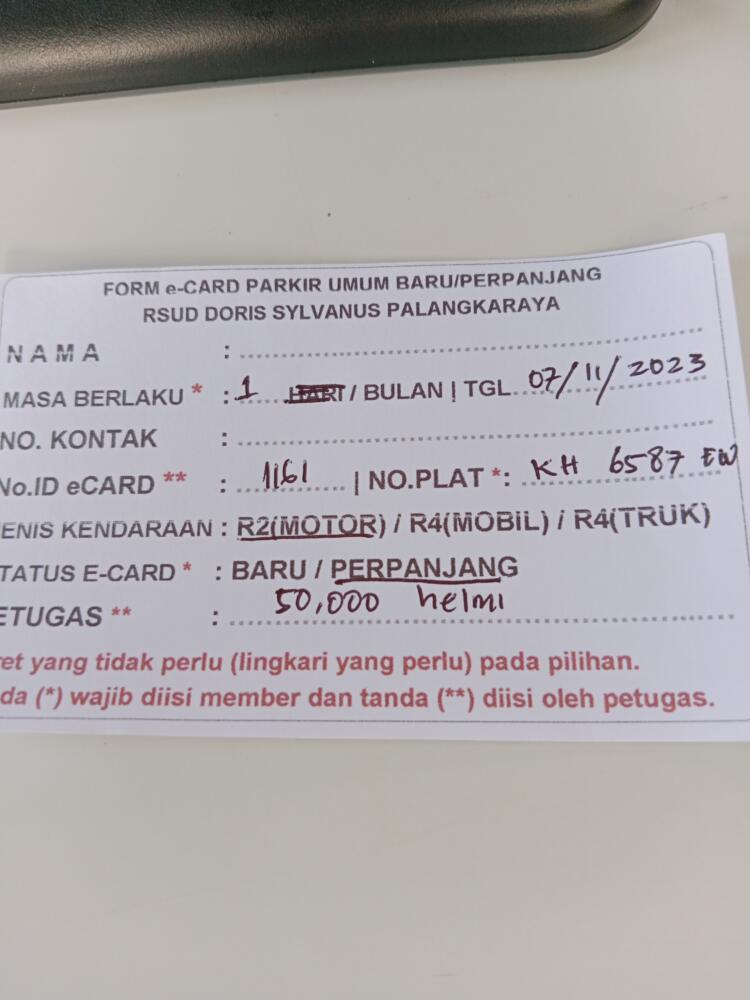 FORM e-CARD PARKIR UMUM BARU/PERPANJANG
RSUD DORIS SYLVANUS PALANGKARAYA
NAMA :
MASA BERLAKU * : 1 HARI / BULAN | TGL. 07/11/2023
NO. KONTAK :
No.ID eCARD ** : 1161 | NO.PLAT *: KH 6587 EW
ENIS KENDARAAN : R2(MOTOR) / R4(MOBIL) / R4(TRUK)
TATUS E-CARD * : BARU / PERPANJANG
ETUGAS ** : 50,000 helmi
ret yang tidak perlu (lingkari yang perlu) pada pilihan.
da (*) wajib diisi member dan tanda (**) diisi oleh petugas.